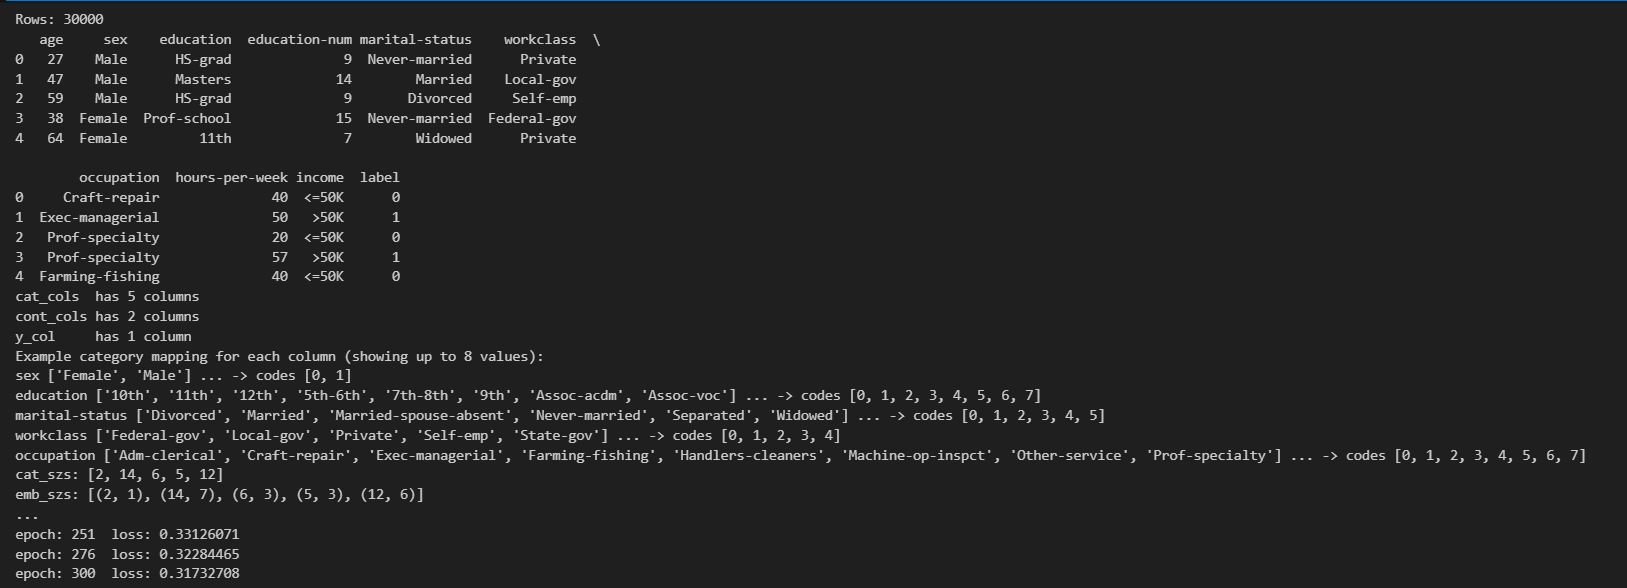 Rows: 30000
   age     sex    education  education-num marital-status    workclass  \
0   27    Male      HS-grad              9  Never-married      Private
1   47    Male      Masters             14        Married    Local-gov
2   59    Male      HS-grad              9       Divorced     Self-emp
3   38  Female  Prof-school             15  Never-married  Federal-gov
4   64  Female         11th              7        Widowed      Private
        occupation  hours-per-week income  label
0     Craft-repair              40  <=50K      0
1  Exec-managerial              50   >50K      1
2   Prof-specialty              20  <=50K      0
3   Prof-specialty              57   >50K      1
4  Farming-fishing              40  <=50K      0
cat_cols  has 5 columns
cont_cols has 2 columns
y_col     has 1 column
Example category mapping for each column (showing up to 8 values):
sex ['Female', 'Male'] ... -> codes [0, 1]
education ['10th', '11th', '12th', '5th-6th', '7th-8th', '9th', 'Assoc-acdm', 'Assoc-voc'] ... -> codes [0, 1, 2, 3, 4, 5, 6, 7]
marital-status ['Divorced', 'Married', 'Married-spouse-absent', 'Never-married', 'Separated', 'Widowed'] ... -> codes [0, 1, 2, 3, 4, 5]
workclass ['Federal-gov', 'Local-gov', 'Private', 'Self-emp', 'State-gov'] ... -> codes [0, 1, 2, 3, 4]
occupation ['Adm-clerical', 'Craft-repair', 'Exec-managerial', 'Farming-fishing', 'Handlers-cleaners', 'Machine-op-inspct', 'Other-service', 'Prof-specialty'] ... -> codes [0, 1, 2, 3, 4, 5, 6, 7]
cat_szs: [2, 14, 6, 5, 12]
emb_szs: [(2, 1), (14, 7), (6, 3), (5, 3), (12, 6)]
...
epoch: 251  loss: 0.33126071
epoch: 276  loss: 0.32284465
epoch: 300  loss: 0.31732708